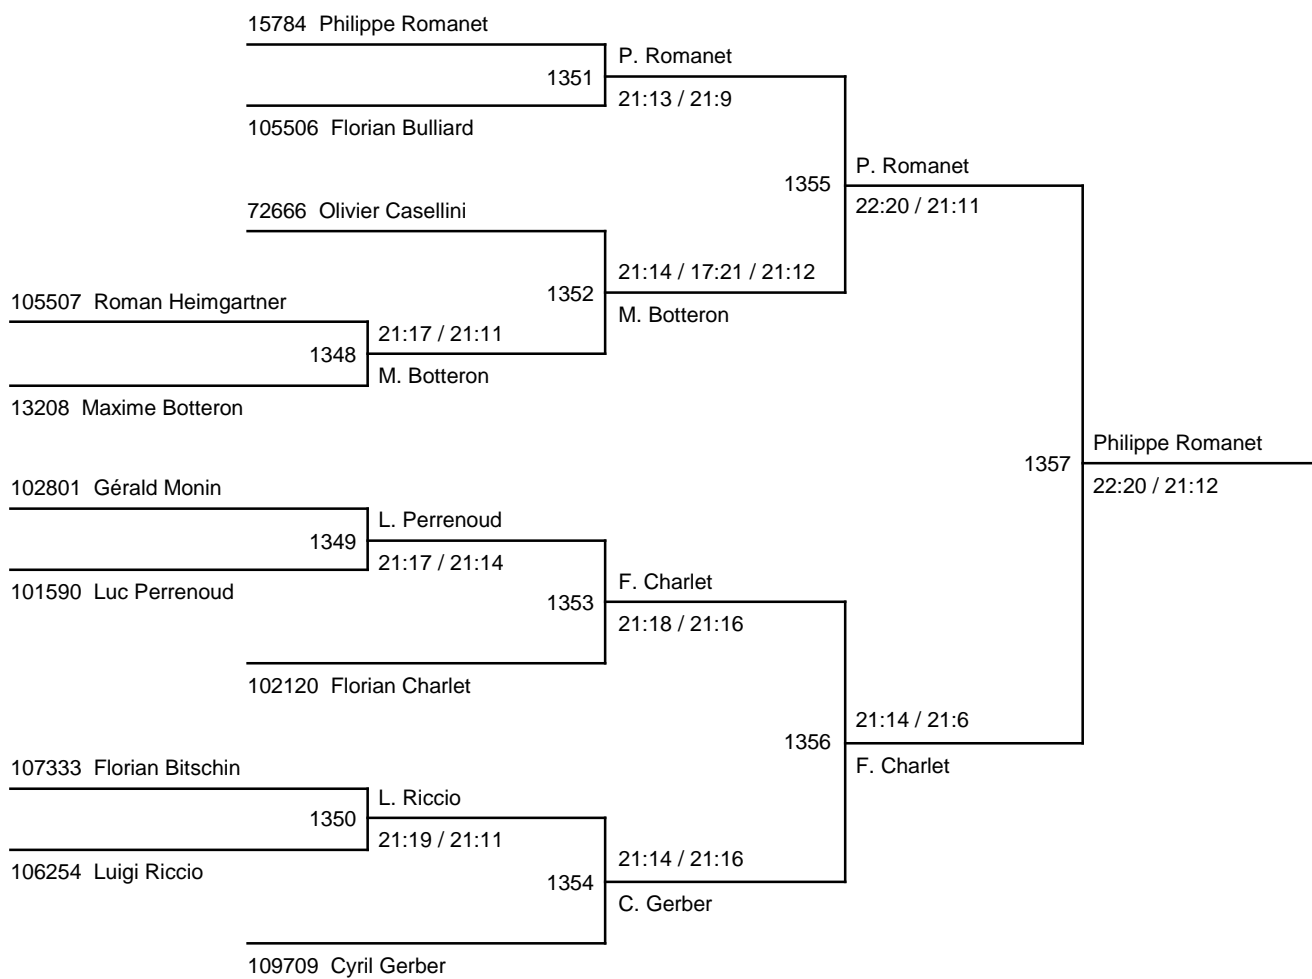 15784 Philippe Romanet
P. Romanet
1351
21:13 / 21:9
105506 Florian Bulliard
P. Romanet
1355
22:20 / 21:11
72666 Olivier Casellini
21:14 / 17:21 / 21:12
1352
M. Botteron
105507 Roman Heimgartner
21:17 / 21:11
1348
M. Botteron
13208 Maxime Botteron
Philippe Romanet
1357
22:20 / 21:12
102801 Gérald Monin
L. Perrenoud
1349
21:17 / 21:14
101590 Luc Perrenoud
F. Charlet
1353
21:18 / 21:16
102120 Florian Charlet
21:14 / 21:6
1356
F. Charlet
107333 Florian Bitschin
L. Riccio
1350
21:19 / 21:11
106254 Luigi Riccio
21:14 / 21:16
1354
C. Gerber
109709 Cyril Gerber